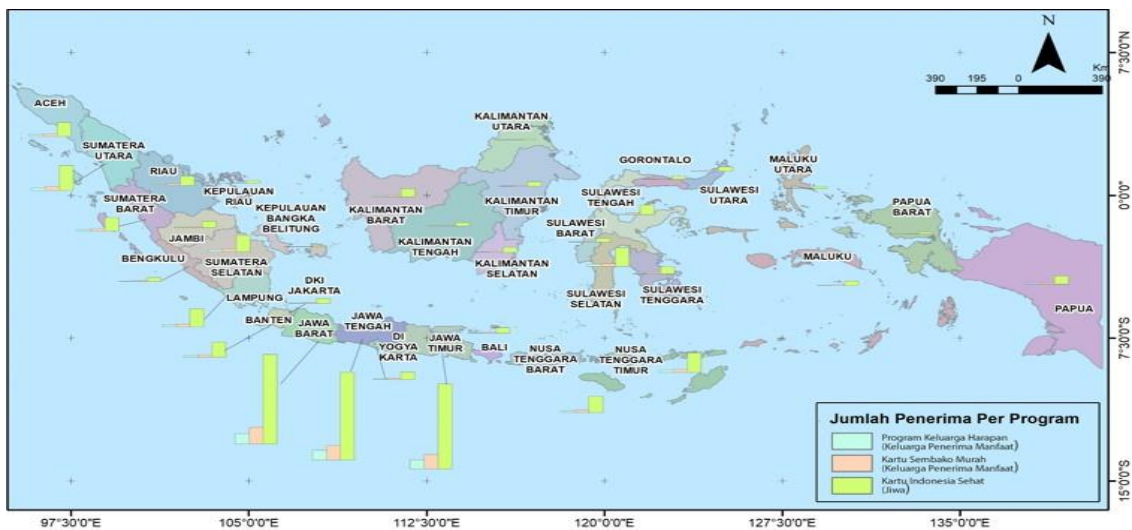 N
7°30'0"N
Km
390 195 0 390
ACEH
SUMATERA
UTARA
RIAU
KEPULAUAN
RIAU
SUMATERA
BARAT
KEPULAUAN
BANGKA
BELITUNG
JAMBI
BENGKULU
SUMATERA
SELATAN
LAMPUNG
DKI
JAKARTA
BANTEN
JAWA
BARAT
JAWA
TENGAH
DI
YOGYA
KARTA
JAWA
TIMUR
BALI
NUSA
TENGGARA
BARAT
NUSA
TENGGARA
TIMUR
KALIMANTAN
UTARA
KALIMANTAN
BARAT
KALIMANTAN
TIMUR
KALIMANTAN
TENGAH
KALIMANTAN
SELATAN
GORONTALO
SULAWESI
TENGAH
SULAWESI
UTARA
SULAWESI
BARAT
SULAWESI
SELATAN
SULAWESI
TENGGARA
MALUKU
UTARA
MALUKU
PAPUA
BARAT
PAPUA
0°0'0"
7°30'0"S
15°0'0"S
Jumlah Penerima Per Program
Program Keluarga Harapan
(Keluarga Penerima Manfaat)
Kartu Sembako Murah
(Keluarga Penerima Manfaat)
Kartu Indonesia Sehat
(Jiwa)
97°30'0"E 105°0'0"E 112°30'0"E 120°0'0"E 127°30'0"E 135°0'0"E